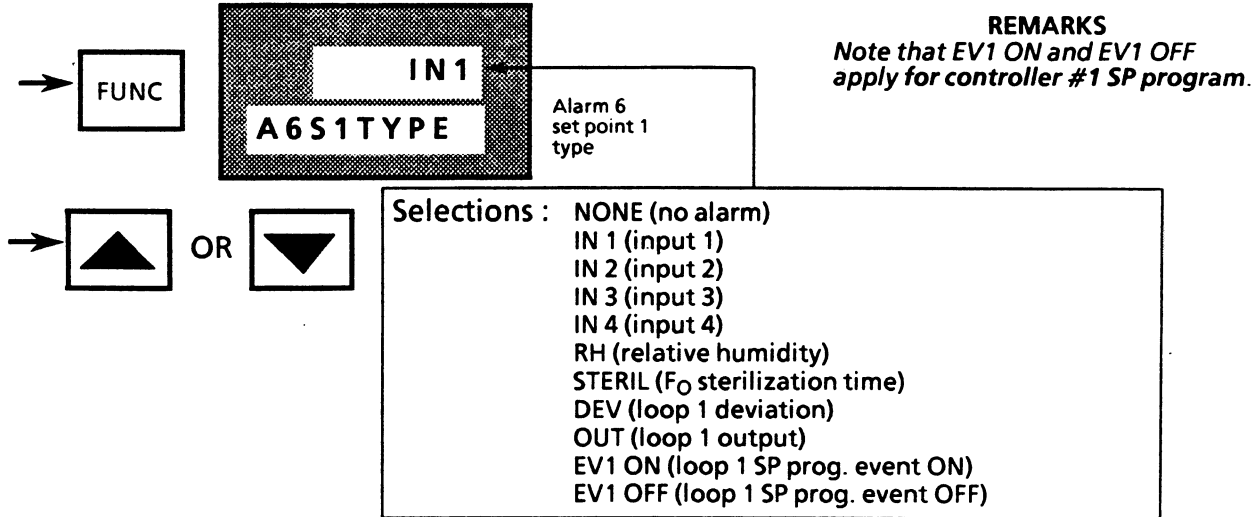 REMARKS
Note that EV1 ON and EV1 OFF
apply for controller #1 SP program.
FUNC
IN1
A6S1TYPE
Alarm 6
set point 1
type
OR
Selections : NONE (no alarm)
IN 1 (input 1)
IN 2 (input 2)
IN 3 (input 3)
IN 4 (input 4)
RH (relative humidity)
STERIL (FO sterilization time)
DEV (loop 1 deviation)
OUT (loop 1 output)
EV1 ON (loop 1 SP prog. event ON)
EV1 OFF (loop 1 SP prog. event OFF)